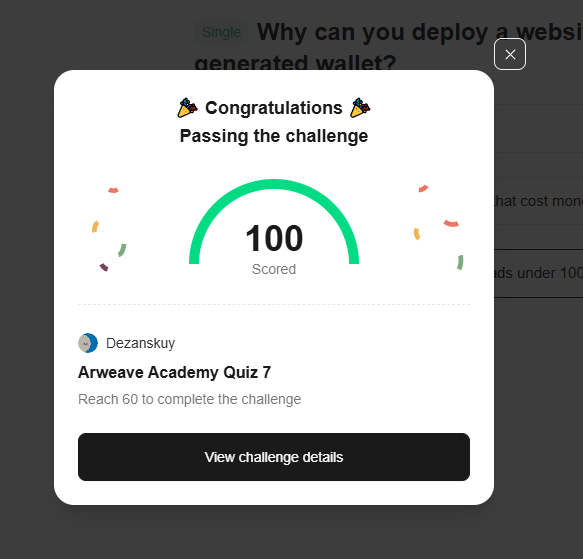 Single Why can you deploy a websi
generated wallet?
Congratulations
Passing the challenge
that cost mon
100
Scored
ads under 100
Dezanskuy
Arweave Academy Quiz 7
Reach 60 to complete the challenge
View challenge details